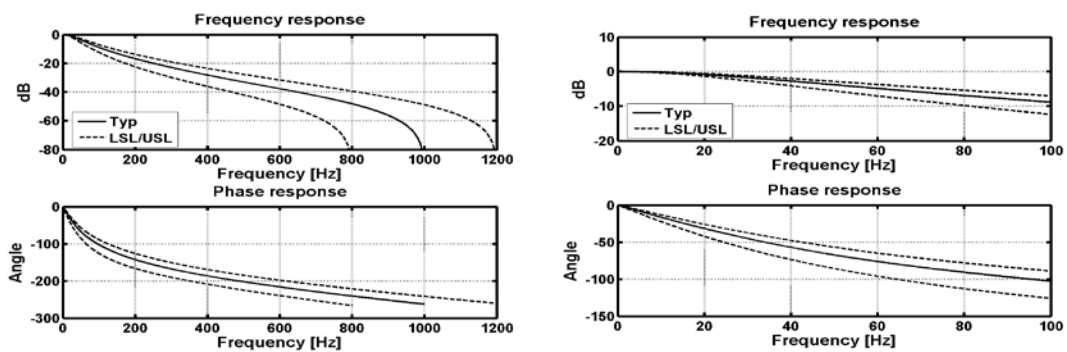 Frequency response
0
-20
-40
-60
-80
dB
Typ
LSL/USL
0 200 400 600 800 1000 1200
Frequency [Hz]
Phase response
0
-100
-200
-300
Angle
0 200 400 600 800 1000 1200
Frequency [Hz]
Frequency response
10
0
-10
-20
dB
Typ
LSL/USL
0 20 40 60 80 100
Frequency [Hz]
Phase response
0
-50
-100
-150
Angle
0 20 40 60 80 100
Frequency [Hz]